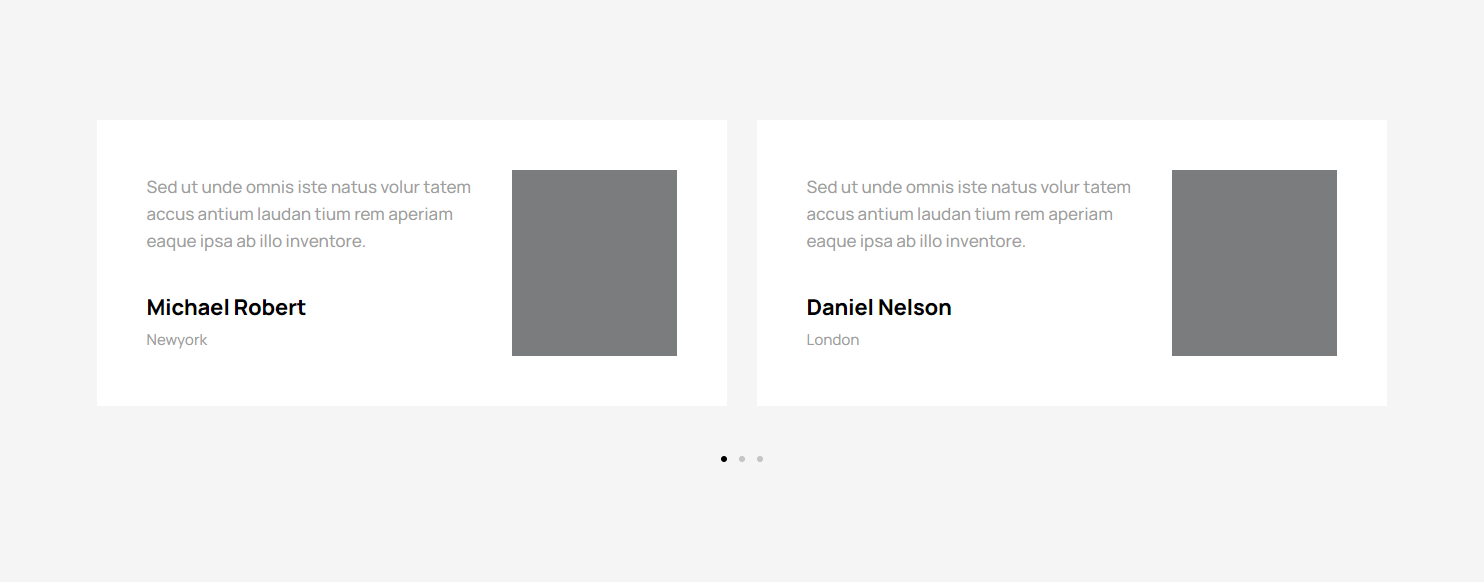 Sed ut unde omnis iste natus volur tatem
accus antium laudan tium rem aperiam
eaque ipsa ab illo inventore.
Michael Robert
Newyork
Sed ut unde omnis iste natus volur tatem
accus antium laudan tium rem aperiam
eaque ipsa ab illo inventore.
Daniel Nelson
London